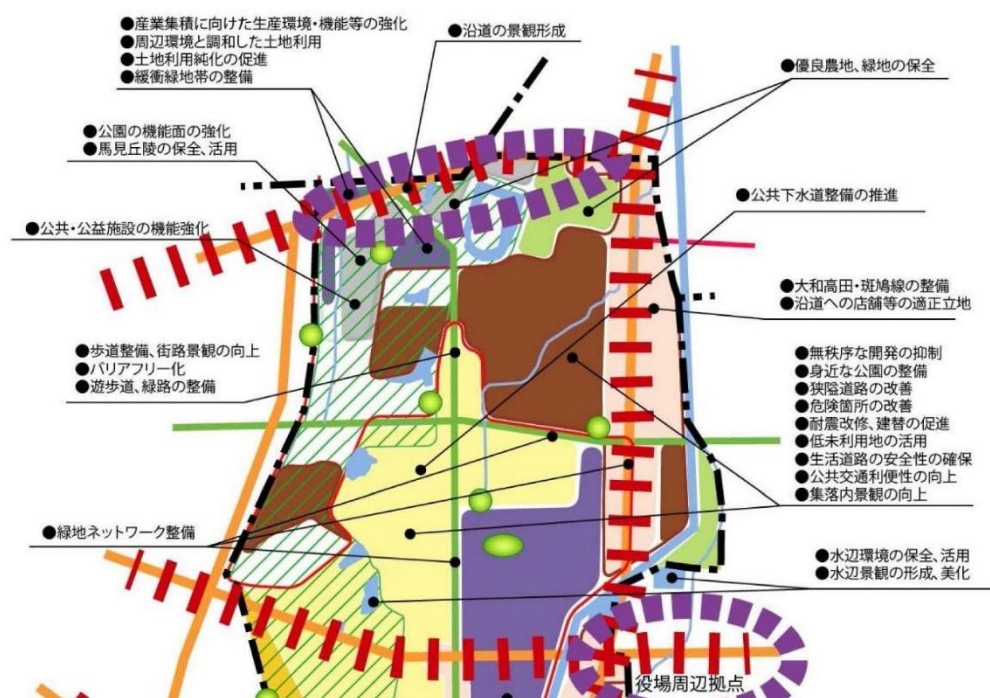 ●産業集積に向けた生産環境・機能等の強化
●周辺環境と調和した土地利用
●土地利用純化の促進
●緩衝緑地帯の整備
●沿道の景観形成
●優良農地、緑地の保全
●公園の機能面の強化
●馬見丘陵の保全、活用
●公共下水道整備の推進
●公共・公益施設の機能強化
●大和高田・斑鳩線の整備
●沿道への店舗等の適正立地
●歩道整備、街路景観の向上
●バリアフリー化
●遊歩道、緑路の整備
●無秩序な開発の抑制
●身近な公園の整備
●狭隘道路の改善
●危険箇所の改善
●耐震改修、建替の促進
●低未利用地の活用
●生活道路の安全性の確保
●公共交通利便性の向上
●集落内景観の向上
●緑地ネットワーク整備
●水辺環境の保全、活用
●水辺景観の形成、美化
役場周辺拠点